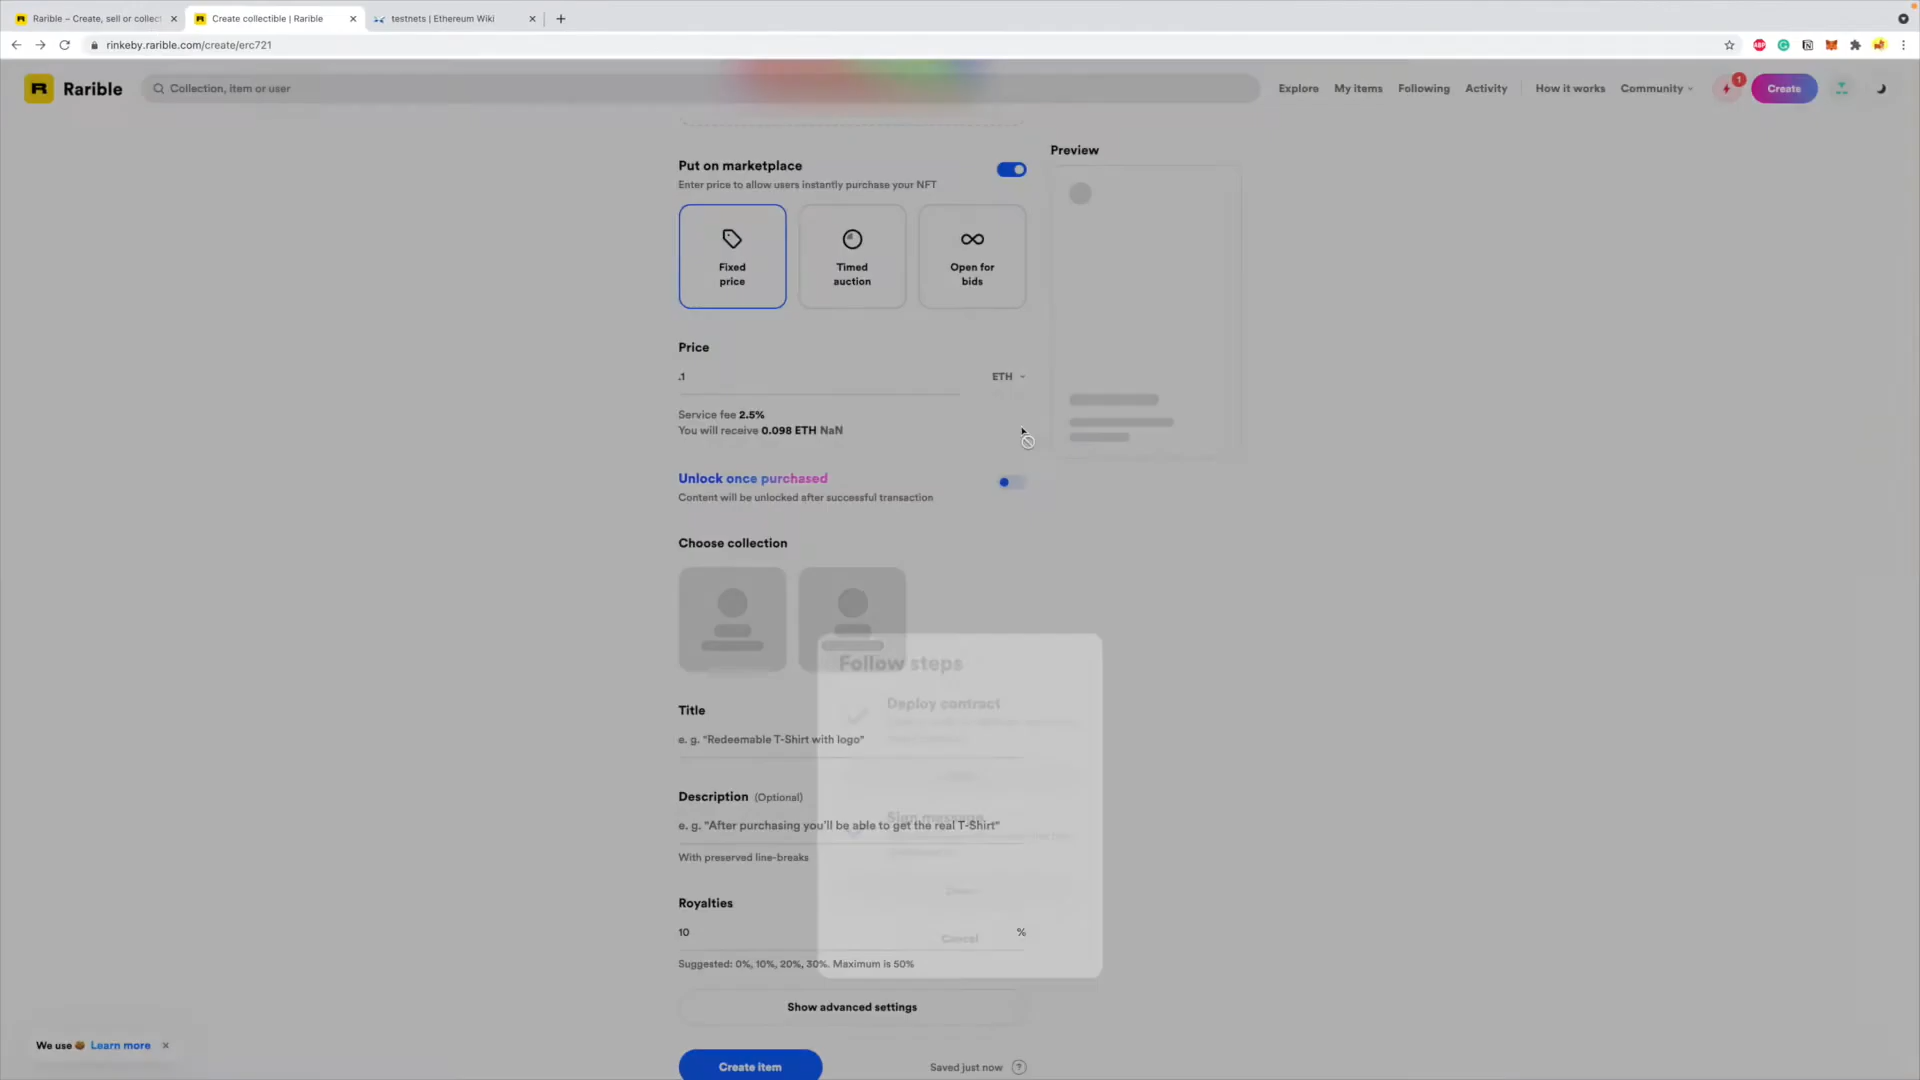 Rarible – Create, sell or collec
Create collectible | Rarible
testnets | Ethereum Wiki
rinkeby.rarible.com/create/erc721
ABP
R
Rarible
Collection, item or user
Explore
My items
Following
Activity
How it works
Community
1
Create
Put on marketplace
Enter price to allow users instantly purchase your NFT
Fixed
price
Timed
auction
Open for
bids
Preview
Price
.1
ETH
Service fee 2.5%
You will receive 0.098 ETH NaN
Unlock once purchased
Content will be unlocked after successful transaction
Choose collection
Follow steps
Deploy contract
Sign message
Cancel
Title
e. g. "Redeemable T-Shirt with logo"
Description (Optional)
e. g. "After purchasing you'll be able to get the real T-Shirt"
With preserved line-breaks
Royalties
10
%
Suggested: 0%, 10%, 20%, 30%. Maximum is 50%
Show advanced settings
We use 🍪 Learn more
Create item
Saved just now ?